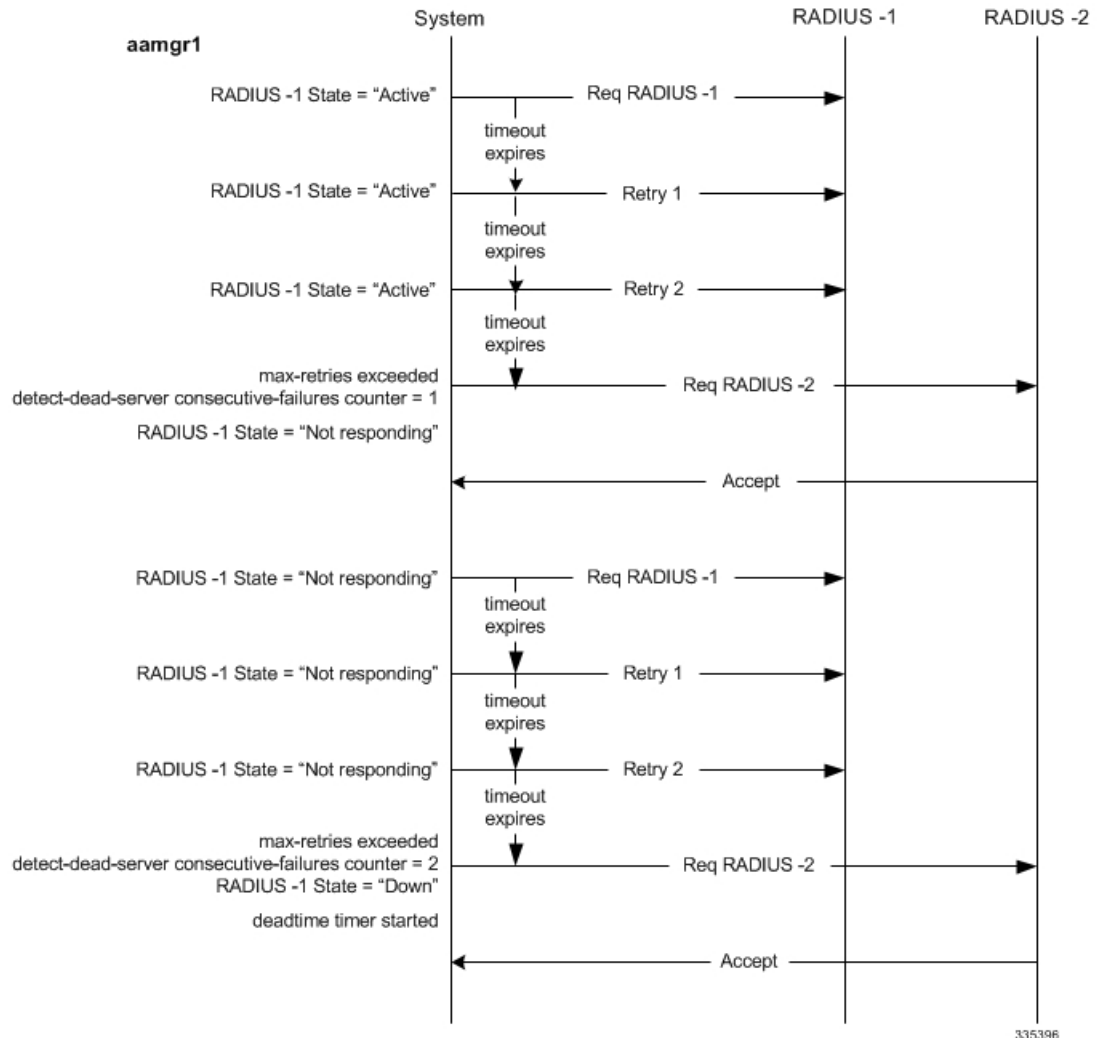 System RADIUS -1 RADIUS -2
aamgr1
RADIUS -1 State = “Active” Req RADIUS -1
timeout
expires
RADIUS -1 State = “Active” Retry 1
timeout
expires
RADIUS -1 State = “Active” Retry 2
timeout
expires
max-retries exceeded
Req RADIUS -2
detect-dead-server consecutive-failures counter = 1
RADIUS -1 State = “Not responding”
Accept
RADIUS -1 State = “Not responding” Req RADIUS -1
timeout
expires
RADIUS -1 State = “Not responding” Retry 1
timeout
expires
RADIUS -1 State = “Not responding” Retry 2
timeout
expires
max-retries exceeded
detect-dead-server consecutive-failures counter = 2 Req RADIUS -2
RADIUS -1 State = “Down”
deadtime timer started
Accept
335396